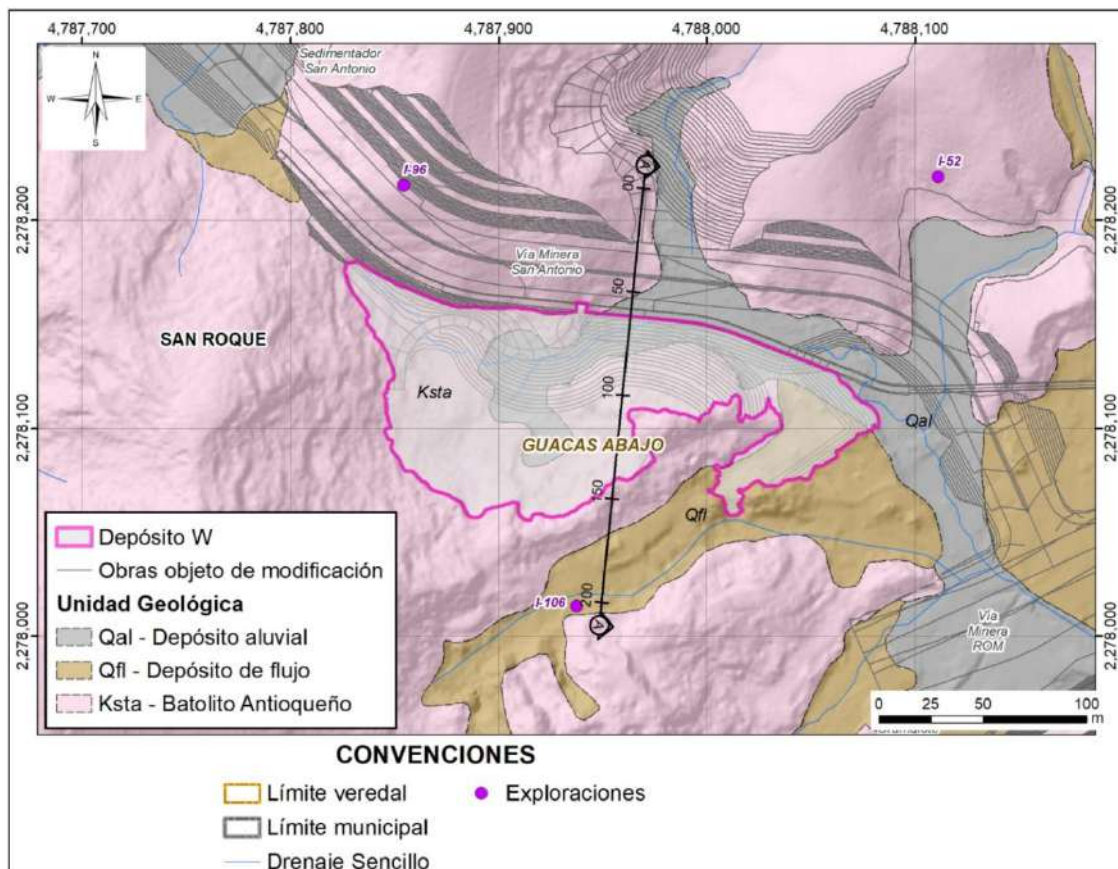 4,787,700
4,787,800
4,787,900
4,788,000
4,788,100
N
W
E
S
Sedimentador
San Antonio
I-96
I-52
A
00
2,278,200
2,278,200
Vía Minera
San Antonio
50
SAN ROQUE
Ksta
100
2,278,100
2,278,100
Qal
GUACAS ABAJO
150
Qfl
Depósito W
Obras objeto de modificación
Unidad Geológica
Qal - Depósito aluvial
Qfl - Depósito de flujo
Ksta - Batolito Antioqueño
I-106
200
A
2,278,000
2,278,000
Vía
Minera
ROM
0
25
50
100
m
CONVENCIONES
Límite veredal
Exploraciones
Límite municipal
Drenaje Sencillo